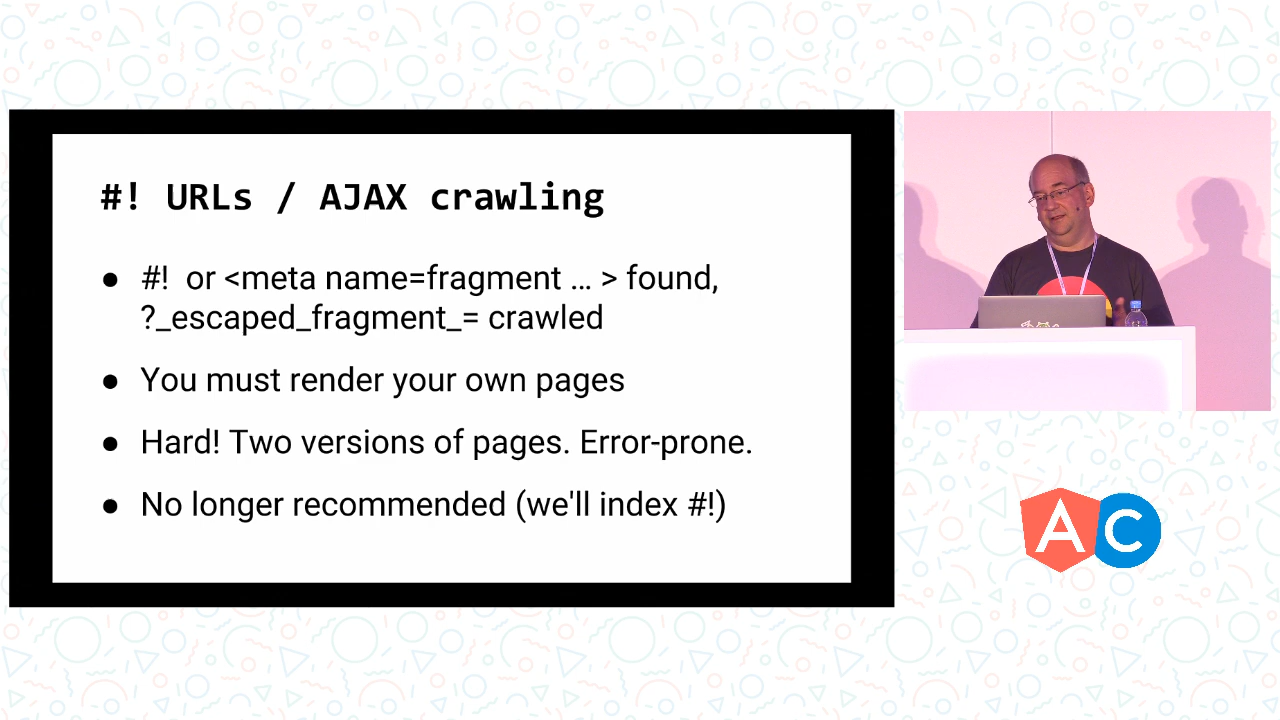 #! URLs / AJAX crawling
● #! or <meta name=fragment … > found,
?_escaped_fragment_= crawled
● You must render your own pages
● Hard! Two versions of pages. Error-prone.
● No longer recommended (we'll index #!)
AC